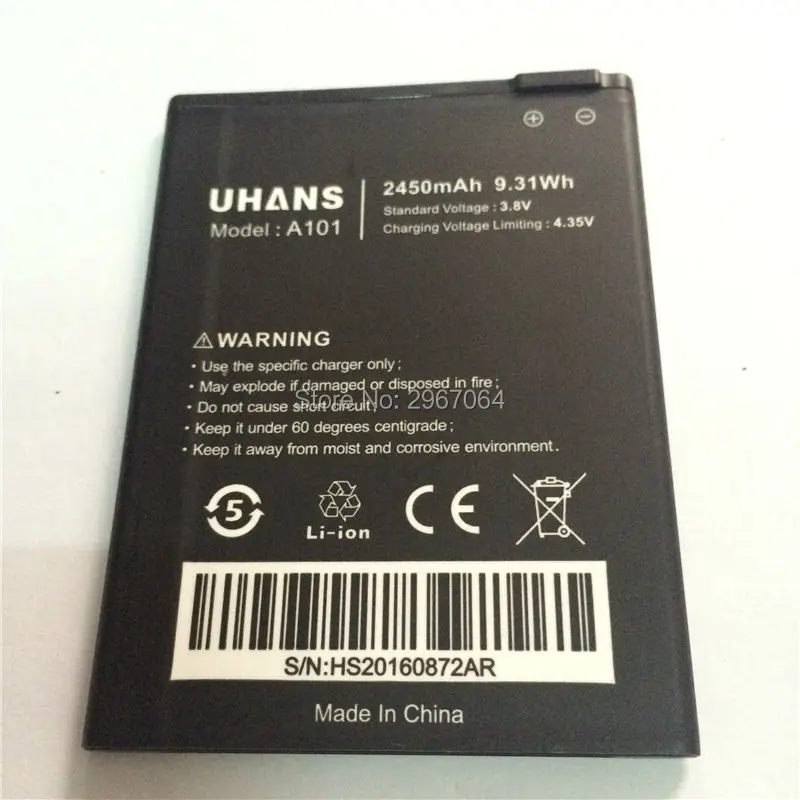 UHANS
Model : A101
2450mAh 9.31Wh
Standard Voltage : 3.8V
Charging Voltage Limiting : 4.35V
WARNING
· Use the specific charger only ;
· May explode if damaged or disposed in fire ;
· Do not cause short circuit ;
· Keep it under 60 degrees centigrade ;
· Keep it away from moist and corrosive environment.
Shop Store No: 2967064
5
Li-ion
CE
S/N:HS20160872AR
Made In China